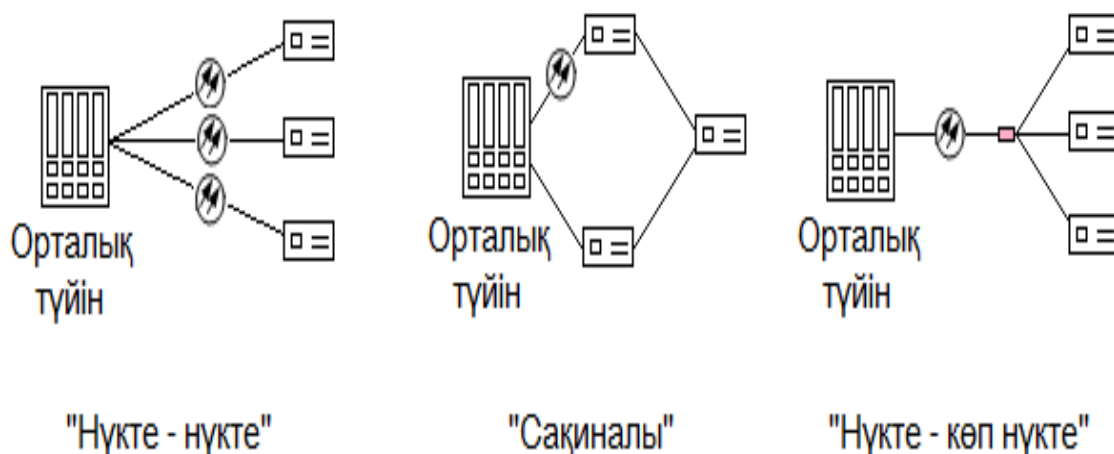 Орталық
түйін
Орталық
түйін
Орталық
түйін
"Нүкте - нүкте"
"Сақиналы"
"Нүкте - көп нүкте"